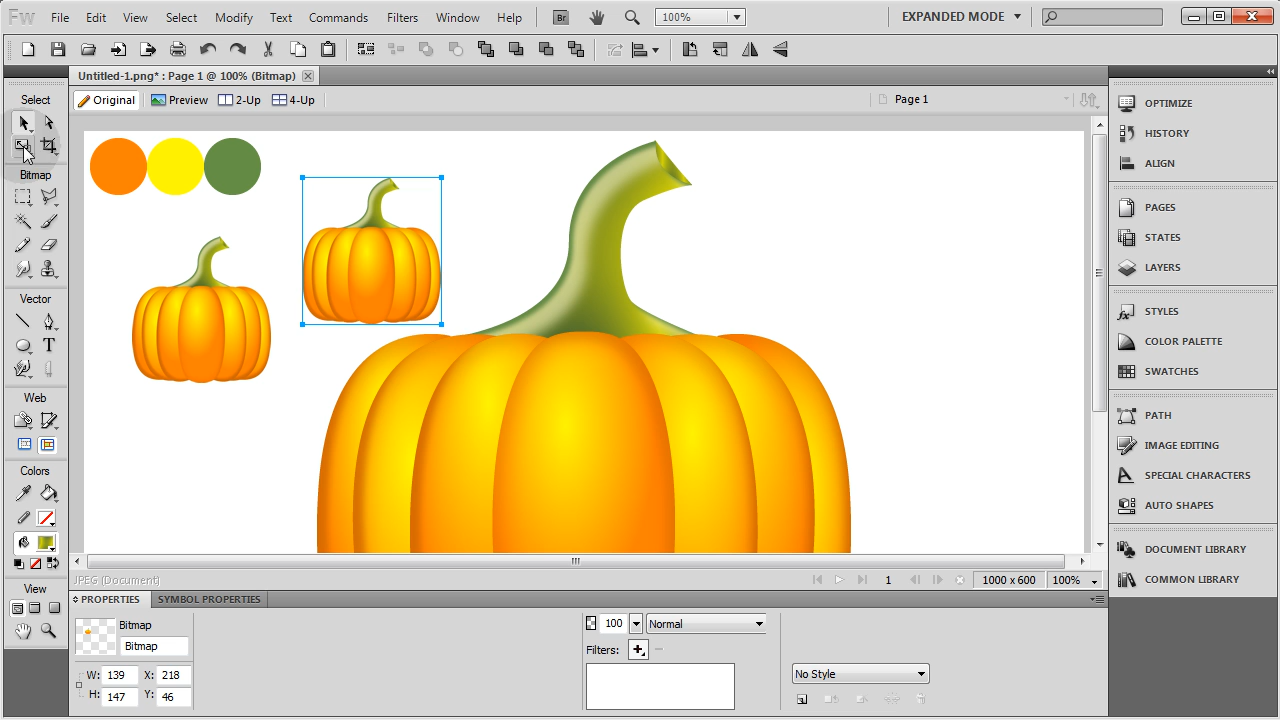 Fw File Edit View Select Modify Text Commands Filters Window Help Br 100% EXPANDED MODE
Untitled-1.png* : Page 1 @ 100% (Bitmap)
Original Preview 2-Up 4-Up Page 1
Select
Bitmap
Vector
T
Web
Colors
View
OPTIMIZE
HISTORY
ALIGN
PAGES
STATES
LAYERS
STYLES
COLOR PALETTE
SWATCHES
PATH
IMAGE EDITING
SPECIAL CHARACTERS
AUTO SHAPES
DOCUMENT LIBRARY
COMMON LIBRARY
JPEG (Document) 1 1000 x 600 100%
PROPERTIES SYMBOL PROPERTIES
Bitmap 100 Normal
Bitmap Filters:
W: 139 X: 218 No Style
H: 147 Y: 46